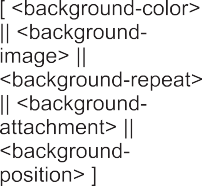 [ <background-color>
|| <background-
image> ||
<background-repeat>
|| <background-
attachment> ||
<background-
position> ]